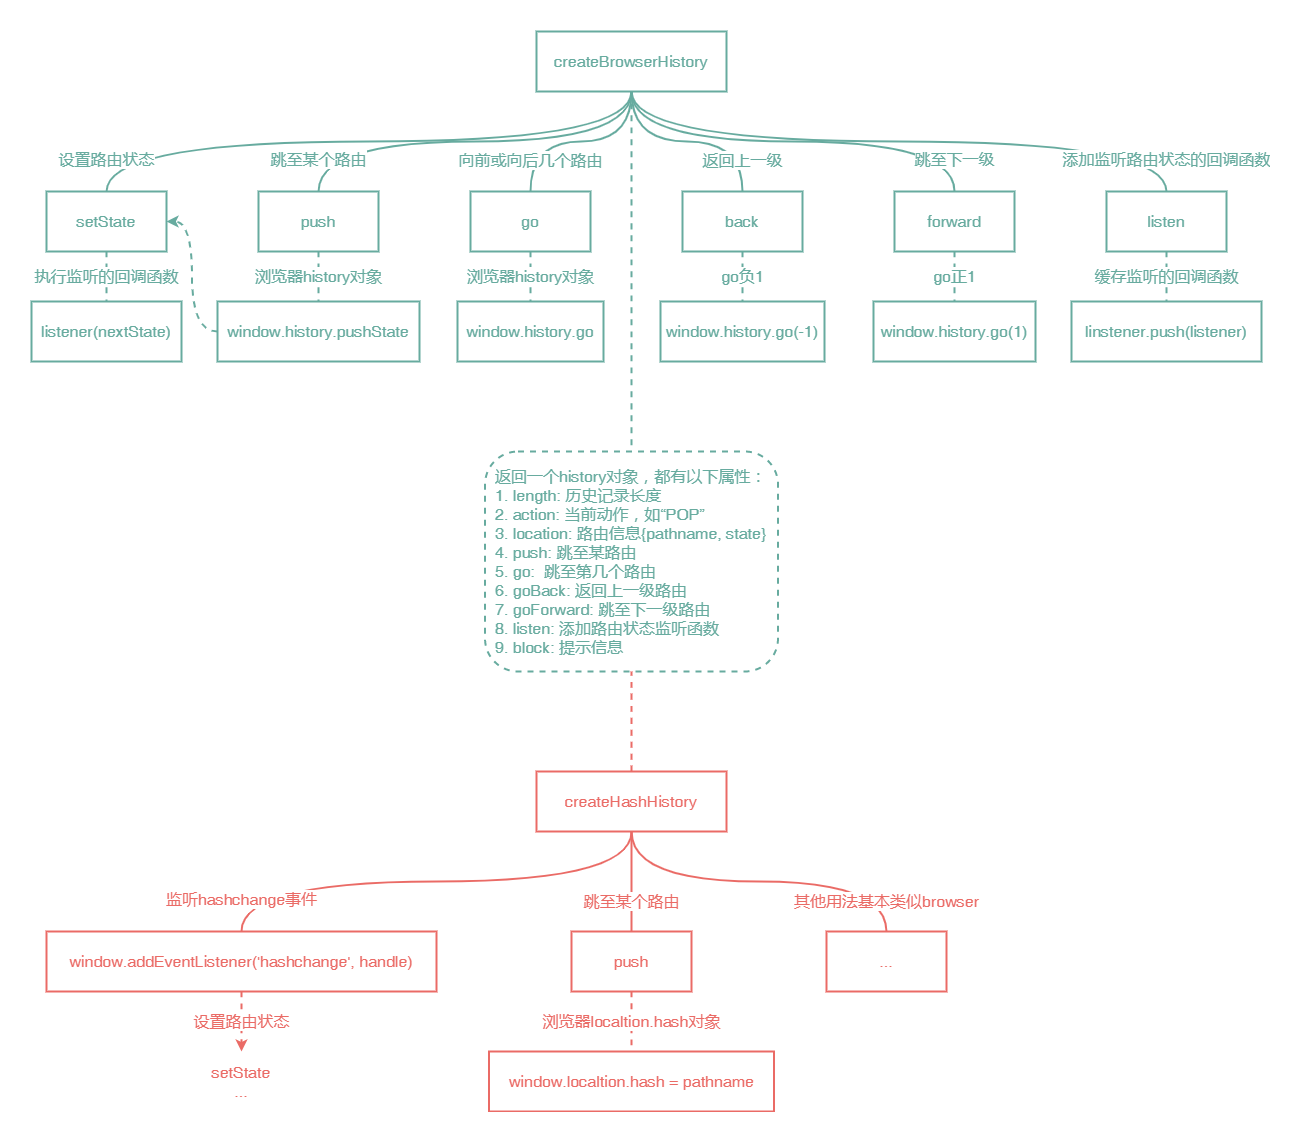 createBrowserHistory
设置路由状态
跳至某个路由
向前或向后几个路由
返回上一级
跳至下一级
添加监听路由状态的回调函数
setState
push
go
back
forward
listen
执行监听的回调函数
浏览器history对象
浏览器history对象
go负1
go正1
缓存监听的回调函数
listener(nextState)
window.history.pushState
window.history.go
window.history.go(-1)
window.history.go(1)
linstener.push(listener)
返回一个history对象，都有以下属性：
1. length: 历史记录长度
2. action: 当前动作，如“POP”
3. location: 路由信息{pathname, state}
4. push: 跳至某路由
5. go:  跳至第几个路由
6. goBack: 返回上一级路由
7. goForward: 跳至下一级路由
8. listen: 添加路由状态监听函数
9. block: 提示信息
createHashHistory
监听hashchange事件
跳至某个路由
其他用法基本类似browser
window.addEventListener('hashchange', handle)
push
...
设置路由状态
浏览器localtion.hash对象
setState
...
window.localtion.hash = pathname